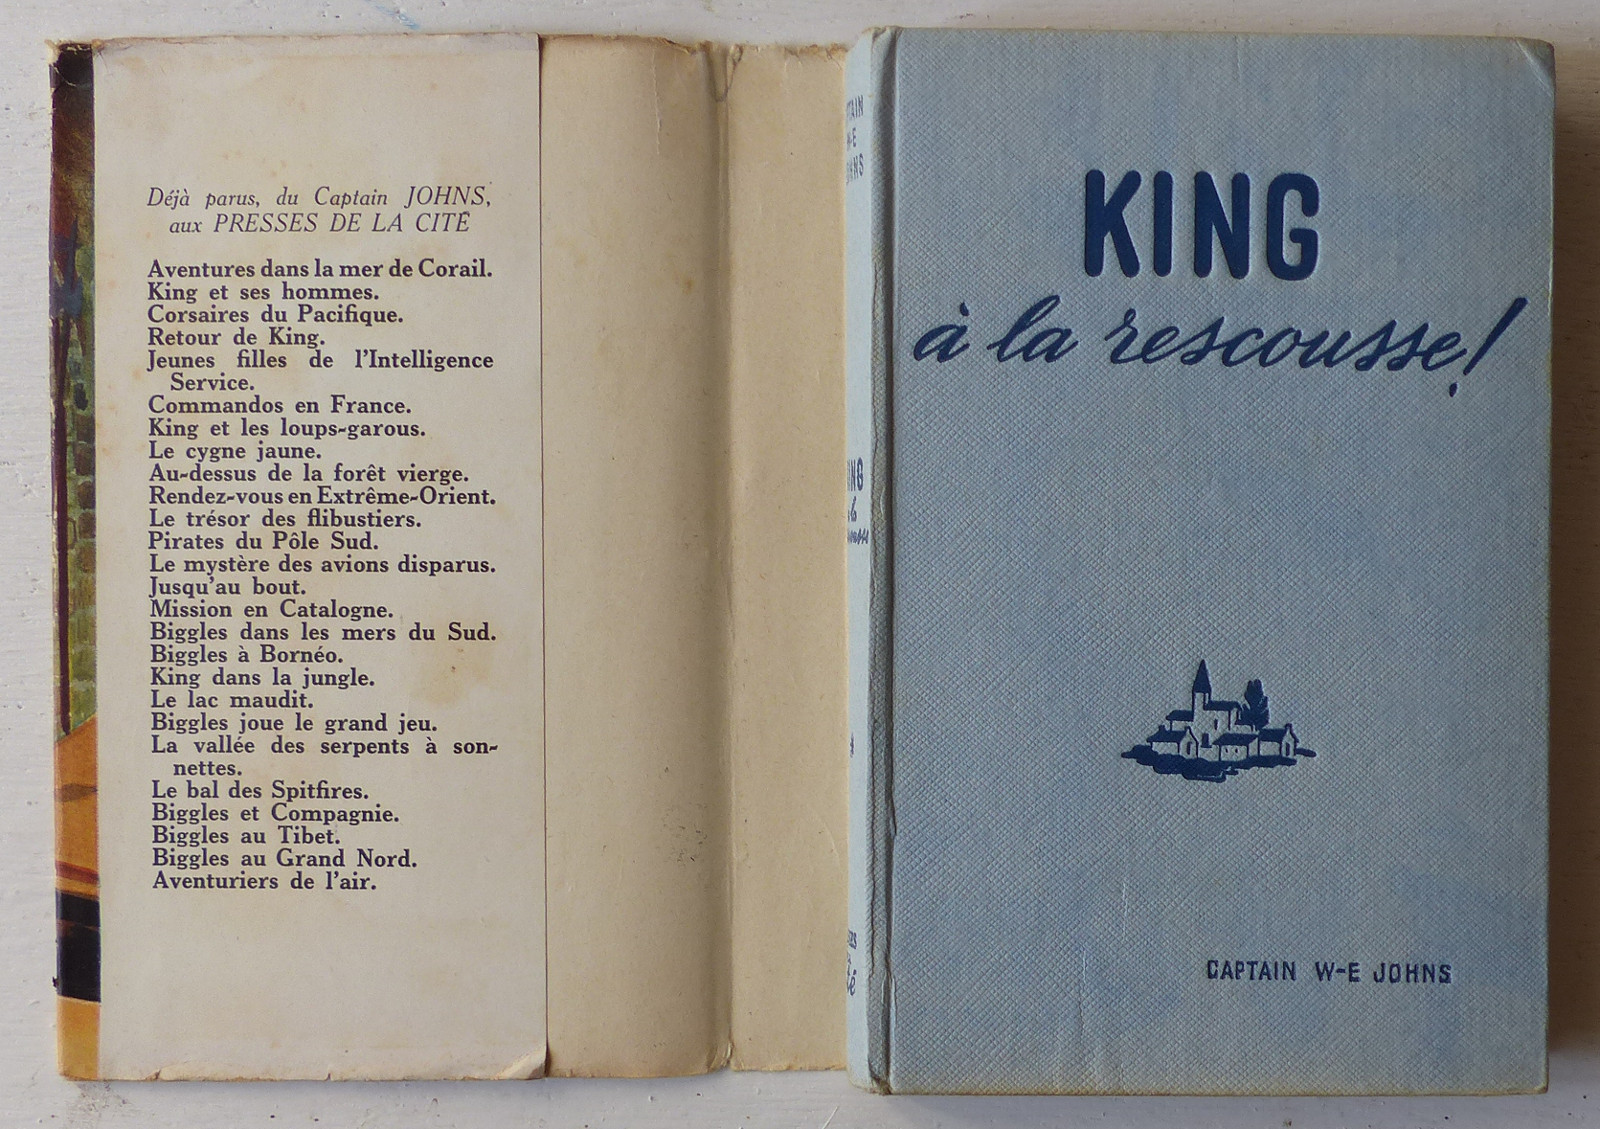 Déjà parus, du Captain JOHNS,
aux PRESSES DE LA CITÉ
Aventures dans la mer de Corail.
King et ses hommes.
Corsaires du Pacifique.
Retour de King.
Jeunes filles de l'Intelligence
Service.
Commandos en France.
King et les loups-garous.
Le cygne jaune.
Au-dessus de la forêt vierge.
Rendez-vous en Extrême-Orient.
Le trésor des flibustiers.
Pirates du Pôle Sud.
Le mystère des avions disparus.
Jusqu'au bout.
Mission en Catalogne.
Biggles dans les mers du Sud.
Biggles à Bornéo.
King dans la jungle.
Le lac maudit.
Biggles joue le grand jeu.
La vallée des serpents à son-
nettes.
Le bal des Spitfires.
Biggles et Compagnie.
Biggles au Tibet.
Biggles au Grand Nord.
Aventuriers de l'air.
KING
à la rescousse!
CAPTAIN W-E JOHNS